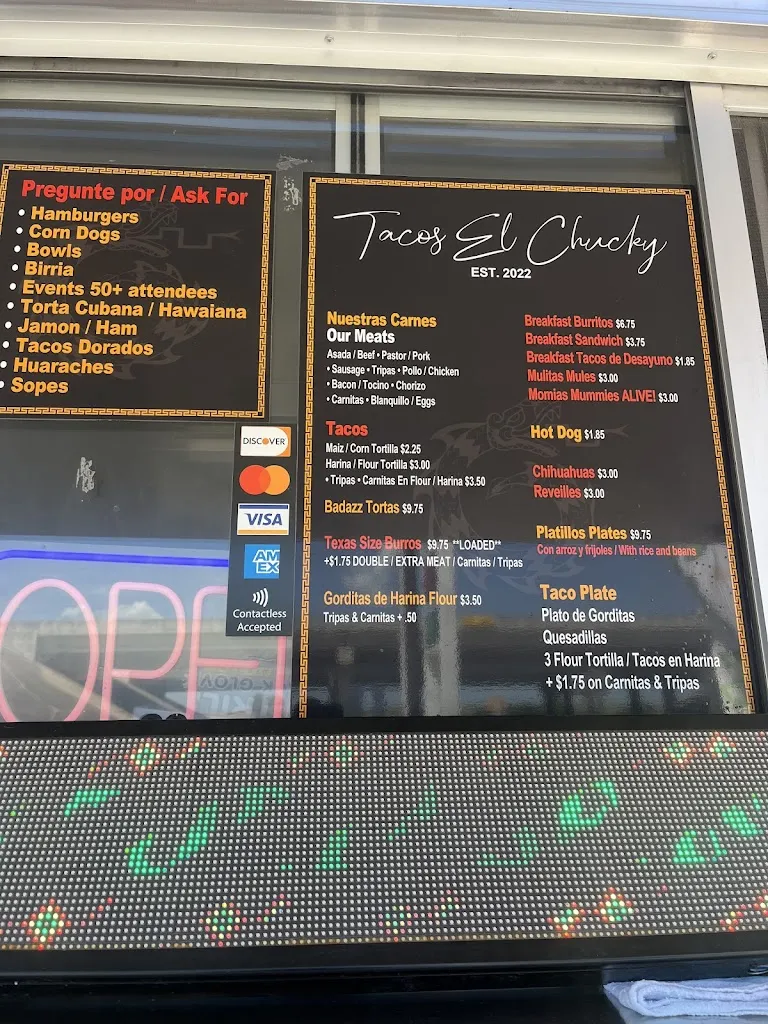 Pregunte por / Ask For
• Hamburgers
• Corn Dogs
• Bowls
• Birria
• Events 50+ attendees
• Torta Cubana / Hawaiana
• Jamon / Ham
• Tacos Dorados
• Huaraches
• Sopes
DISCOVER
VISA
AM
EX
Contactless
Accepted
OPE
Tacos El Chucky
EST. 2022
Nuestras Carnes
Our Meats
Asada / Beef • Pastor / Pork
• Sausage • Tripas • Pollo / Chicken
• Bacon / Tocino • Chorizo
• Carnitas • Blanquillo / Eggs
Tacos
Maiz / Corn Tortilla $2.25
Harina / Flour Tortilla $3.00
• Tripas • Carnitas En Flour / Harina $3.50
Badazz Tortas $9.75
Texas Size Burros $9.75 **LOADED**
+$1.75 DOUBLE / EXTRA MEAT / Carnitas / Tripas
Gorditas de Harina Flour $3.50
Tripas & Carnitas + .50
Breakfast Burritos $6.75
Breakfast Sandwich $3.75
Breakfast Tacos de Desayuno $1.85
Mulitas Mules $3.00
Momias Mummies ALIVE! $3.00
Hot Dog $1.85
Chihuahuas $3.00
Reveilles $3.00
Platillos Plates $9.75
Con arroz y frijoles / With rice and beans
Taco Plate
Plato de Gorditas
Quesadillas
3 Flour Tortilla / Tacos en Harina
+ $1.75 on Carnitas & Tripas